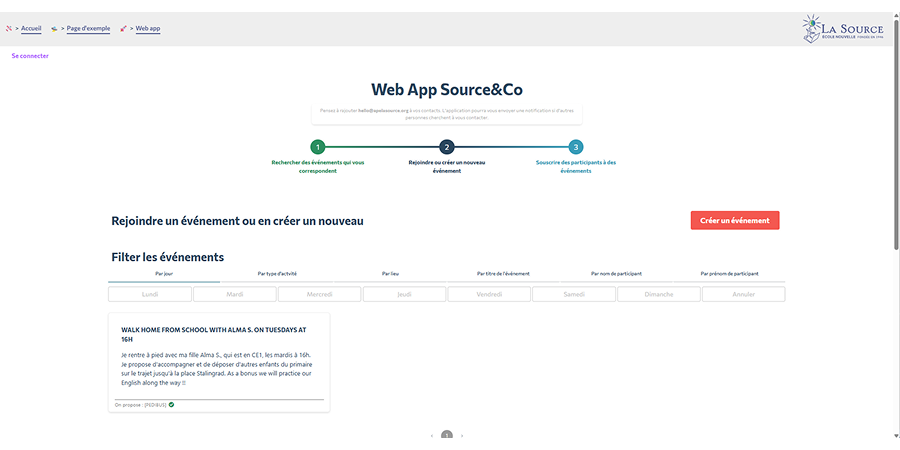 > Accueil > Page d'exemple > Web app
LA SOURCE
ECOLE NOUVELLE FONDÉE EN 1946
Se connecter
Web App Source&Co
Pensez à rajouter hello@apelasource.org à vos contacts. L'application pourra vous envoyer une notification si d'autres
personnes cherchent à vous contacter.
1 2 3
Rechercher des événements qui vous correspondent
Rejoindre ou créer un nouveau événement
Souscrire des participants à des événements
Rejoindre un événement ou en créer un nouveau
Créer un événement
Filter les événements
Par jour Par type d'activité Par lieu Par titre de l'événement Par nom de participant Par prénom de participant
Lundi Mardi Mercredi Jeudi Vendredi Samedi Dimanche Annuler
WALK HOME FROM SCHOOL WITH ALMA S. ON TUESDAYS AT
16H
Je rentre à pied avec ma fille Alma S., qui est en CE1, les mardis à 16h.
Je propose d'accompagner et de déposer d'autres enfants du primaire
sur le trajet jusqu'à la place Stalingrad. As a bonus we will practice our
English along the way !!
On propose : [PEDIBUS]
‹ 1 ›